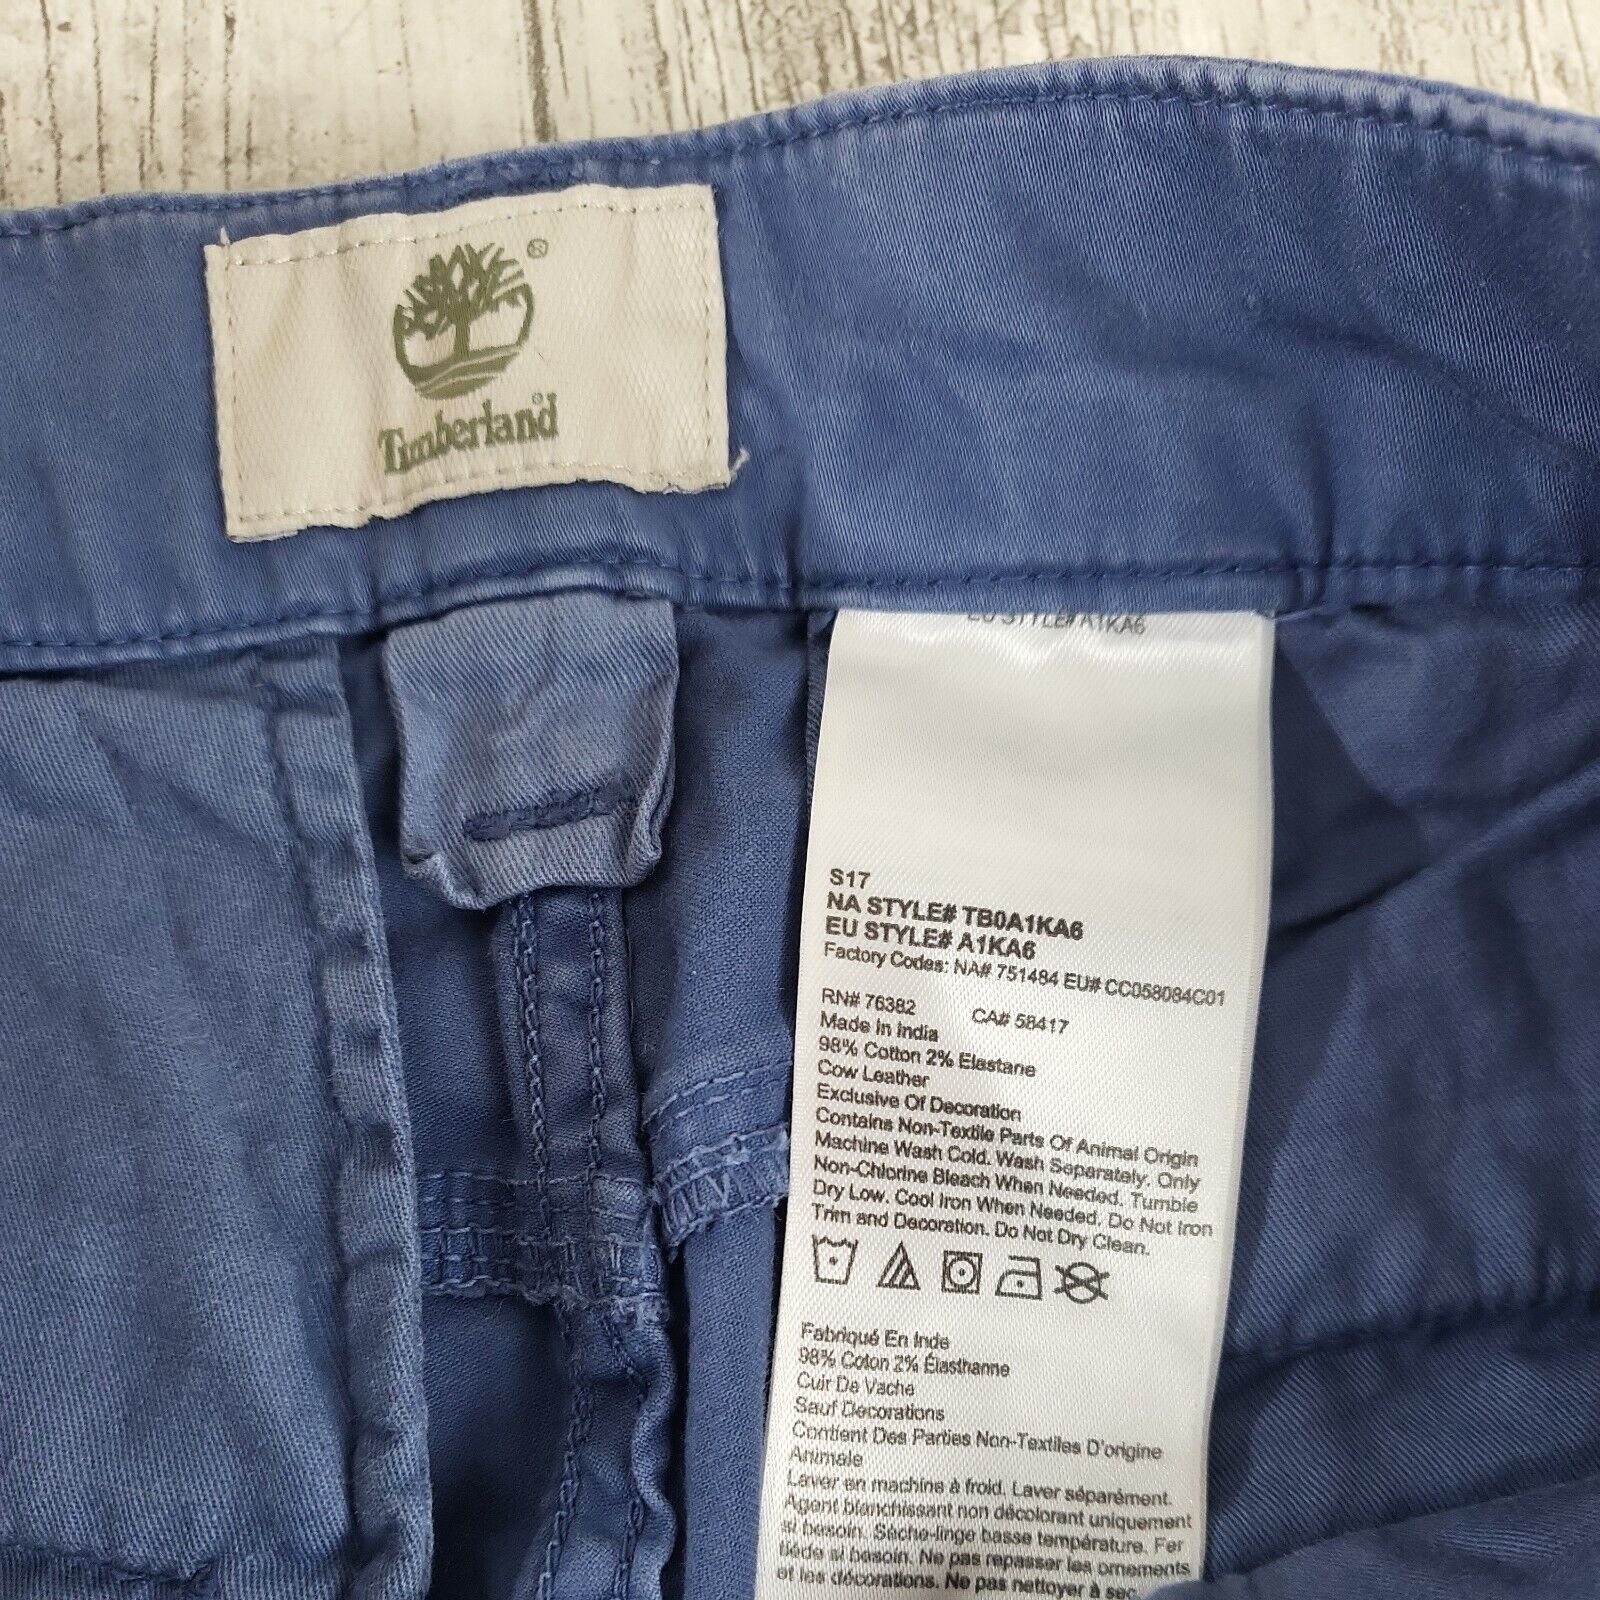 ®
Timberland®
EU STYLE# A1KA6
S17
NA STYLE# TB0A1KA6
EU STYLE# A1KA6
Factory Codes: NA# 751484 EU# CC058084C01
RN# 76382 CA# 58417
Made in India
98% Cotton 2% Elastane
Cow Leather
Exclusive Of Decoration
Contains Non-Textile Parts Of Animal Origin
Machine Wash Cold. Wash Separately. Only
Non-Chlorine Bleach When Needed. Tumble
Dry Low. Cool Iron When Needed. Do Not Iron
Trim and Decoration. Do Not Dry Clean.
Fabriqué En Inde
98% Coton 2% Élasthanne
Cuir De Vache
Sauf Decorations
Contient Des Parties Non-Textiles D'origine
Animale
Laver en machine à froid. Laver séparément.
Agent blanchissant non décolorant uniquement
si besoin. Sèche-linge basse température. Fer
tiède si besoin. Ne pas repasser les ornements
et les décorations. Ne pas nettoyer à sec.